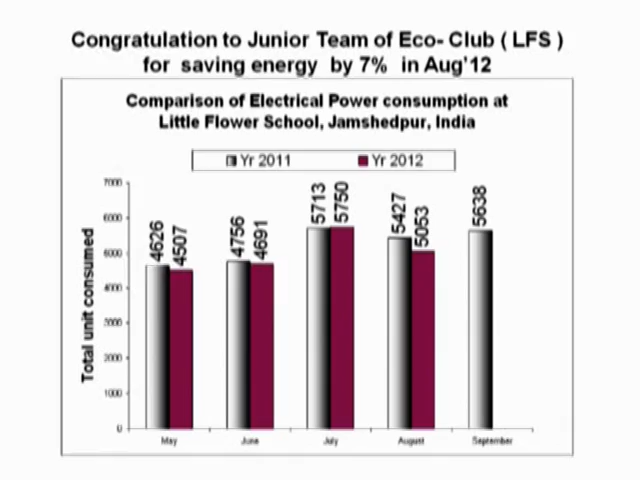 Congratulation to Junior Team of Eco- Club ( LFS )
for saving energy by 7% in Aug'12
Comparison of Electrical Power consumption at
Little Flower School, Jamshedpur, India
Yr 2011 Yr 2012
Total unit consumed
7000
6000
5000
4000
3000
2000
1000
0
4626 4507 4756 4691 5713 5750 5427 5053 5638
May June July August September